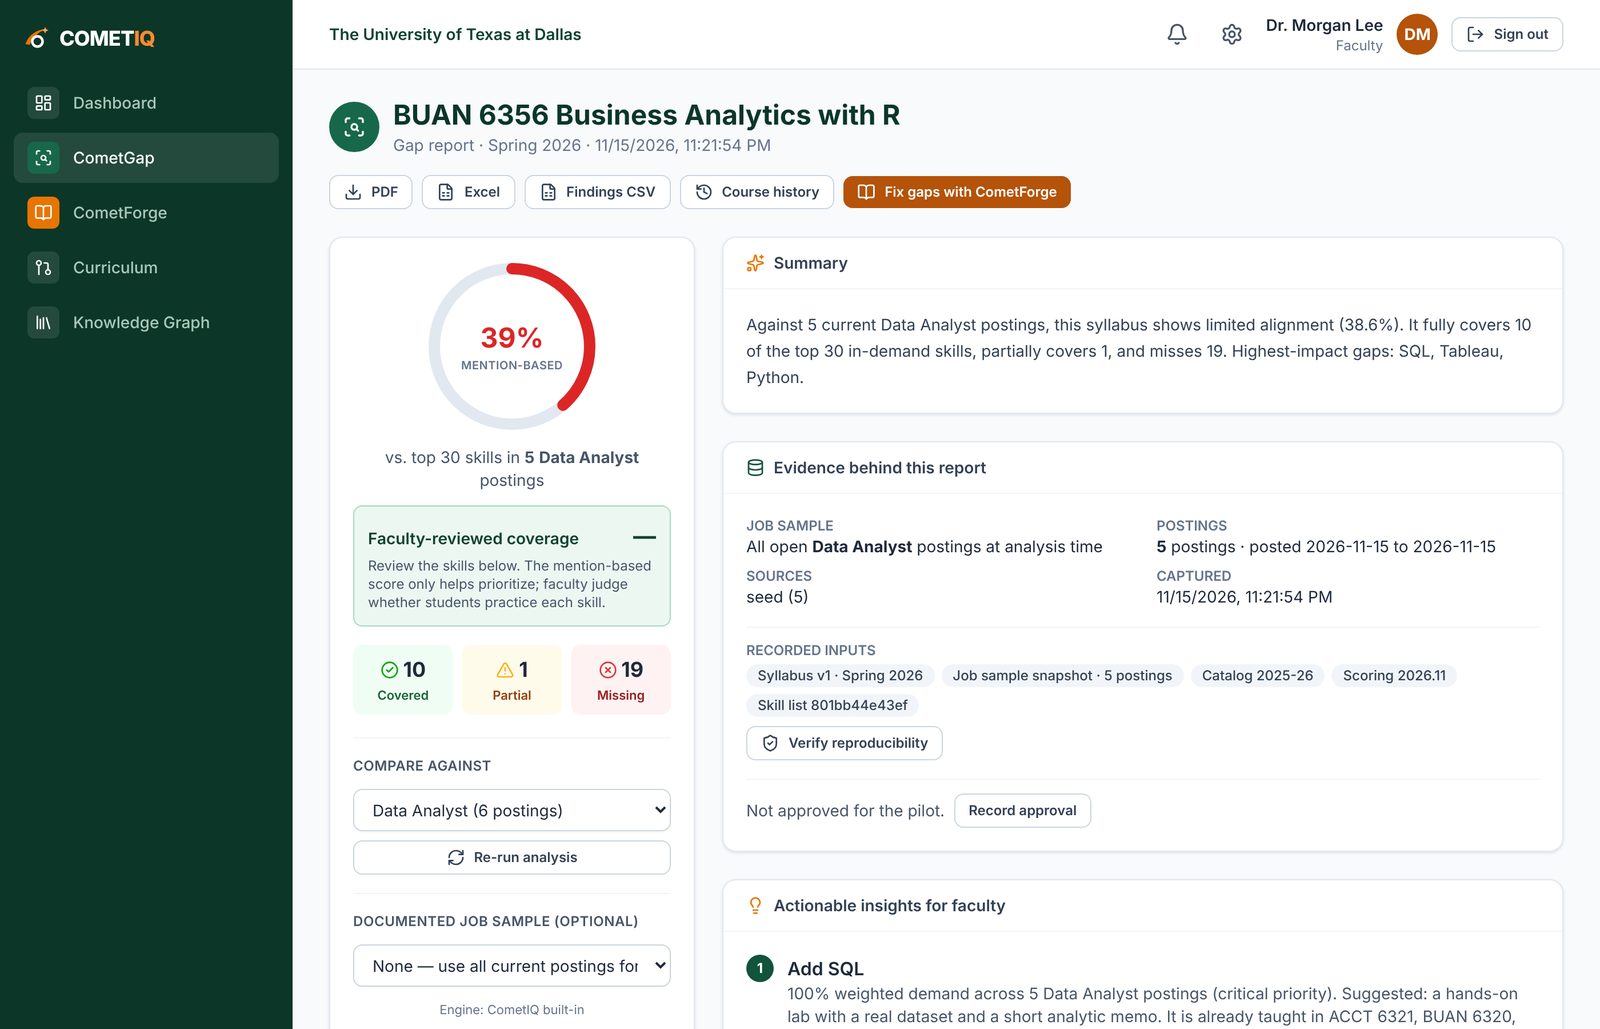 COMETIQ
Dashboard
CometGap
CometForge
Curriculum
Knowledge Graph
The University of Texas at Dallas
Dr. Morgan Lee
Faculty
DM
Sign out
BUAN 6356 Business Analytics with R
Gap report · Spring 2026 · 11/15/2026, 11:21:54 PM
PDF
Excel
Findings CSV
Course history
Fix gaps with CometForge
39%
MENTION-BASED
vs. top 30 skills in 5 Data Analyst
postings
Faculty-reviewed coverage —
Review the skills below. The mention-based
score only helps prioritize; faculty judge
whether students practice each skill.
10
Covered
1
Partial
19
Missing
COMPARE AGAINST
Data Analyst (6 postings)
Re-run analysis
DOCUMENTED JOB SAMPLE (OPTIONAL)
None — use all current postings for
Engine: CometIQ built-in
Summary
Against 5 current Data Analyst postings, this syllabus shows limited alignment (38.6%). It fully covers 10
of the top 30 in-demand skills, partially covers 1, and misses 19. Highest-impact gaps: SQL, Tableau,
Python.
Evidence behind this report
JOB SAMPLE
All open Data Analyst postings at analysis time
POSTINGS
5 postings · posted 2026-11-15 to 2026-11-15
SOURCES
seed (5)
CAPTURED
11/15/2026, 11:21:54 PM
RECORDED INPUTS
Syllabus v1 · Spring 2026
Job sample snapshot · 5 postings
Catalog 2025-26
Scoring 2026.11
Skill list 801bb44e43ef
Verify reproducibility
Not approved for the pilot.
Record approval
Actionable insights for faculty
1
Add SQL
100% weighted demand across 5 Data Analyst postings (critical priority). Suggested: a hands-on
lab with a real dataset and a short analytic memo. It is already taught in ACCT 6321, BUAN 6320,